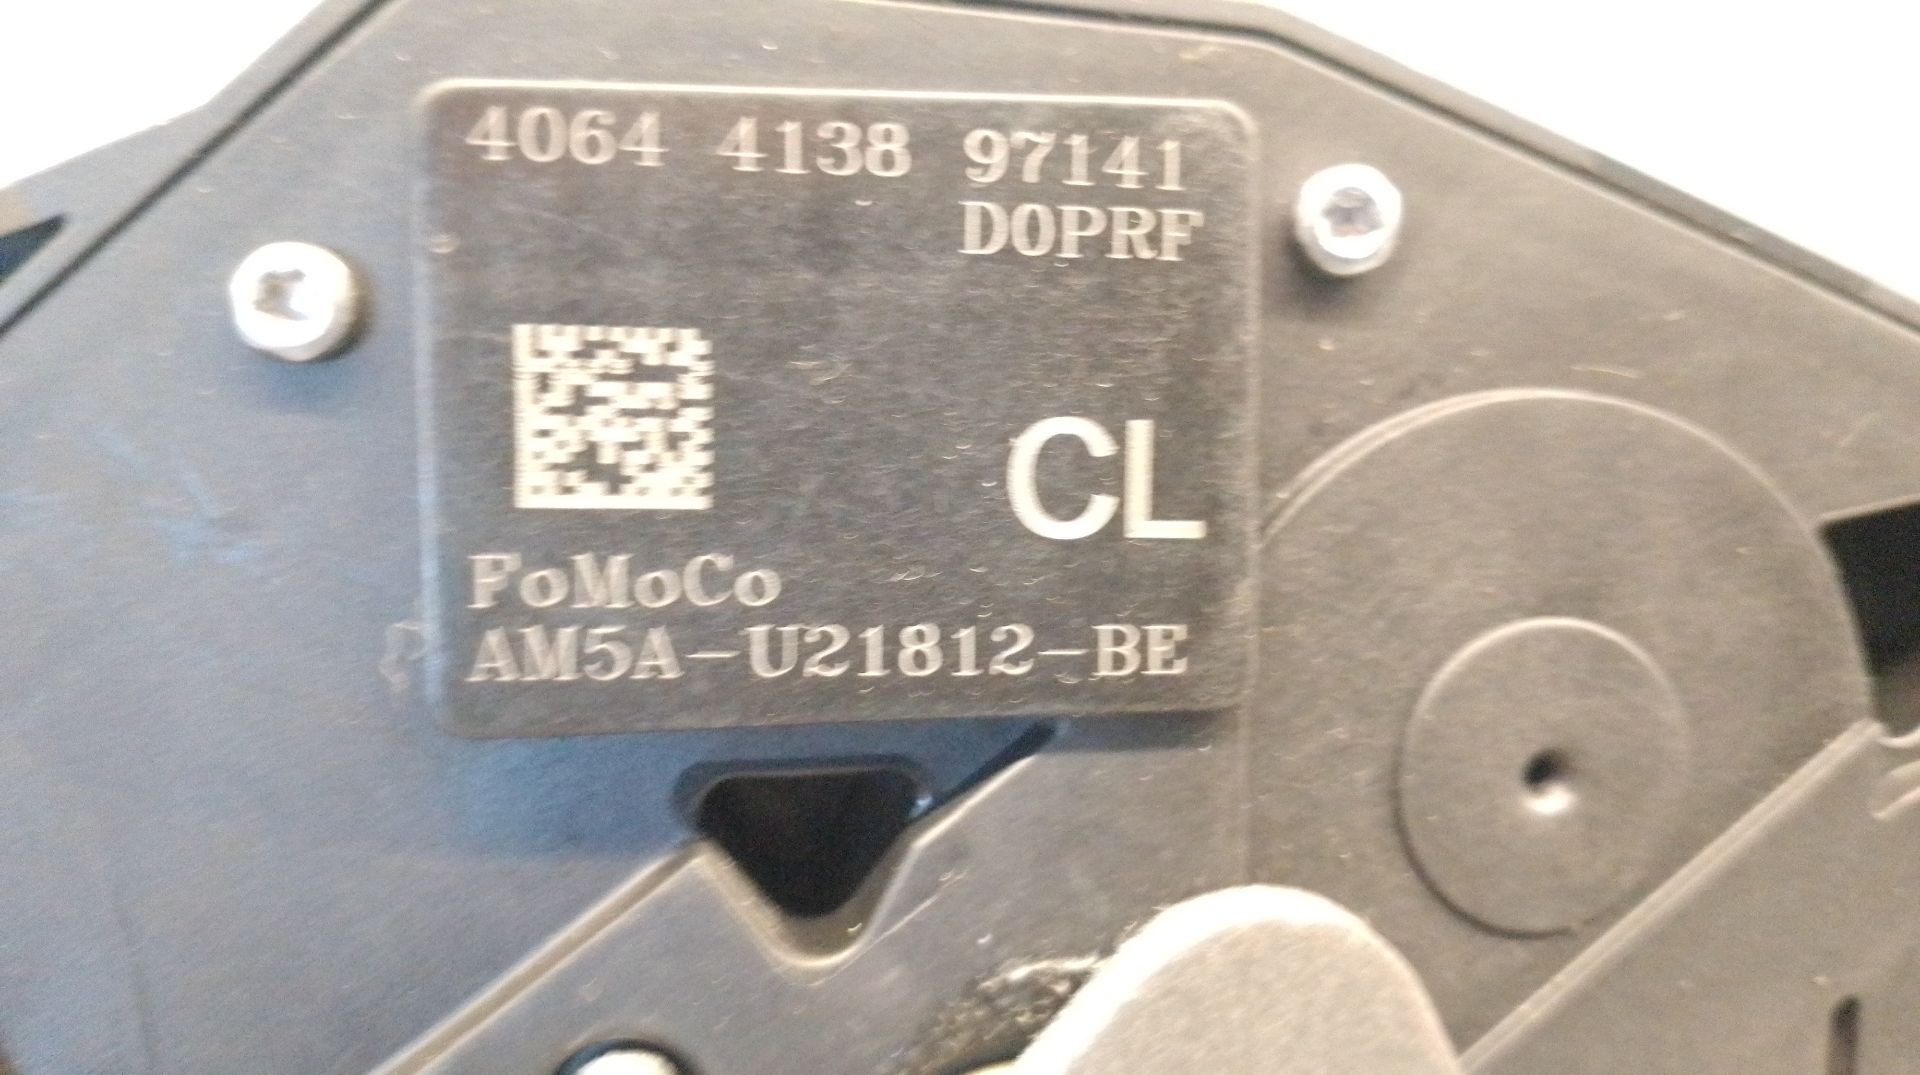 4064 4138 97141
D0PRF
CL
FoMoCo
AM5A-U21812-BE